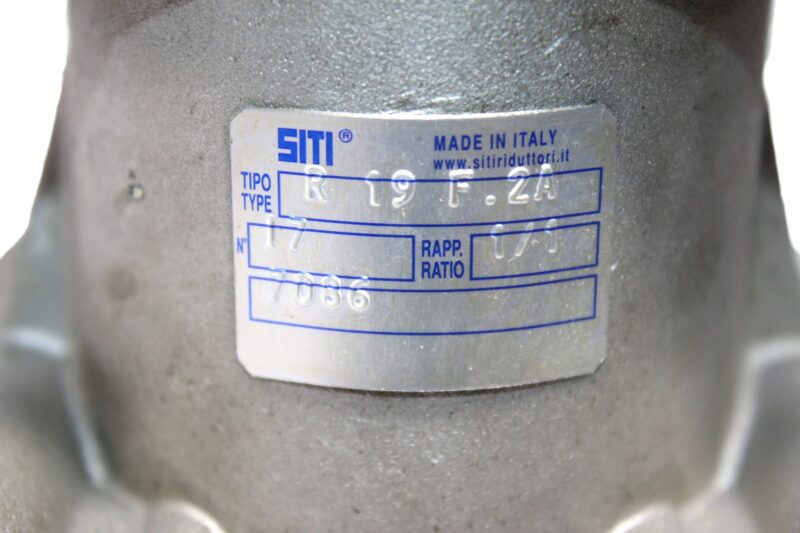 SITI ® MADE IN ITALY
www.sitiriduttori.it
TIPO
TYPE R 19 F.2A
N° 17 RAPP.
RATIO 1/1
7086